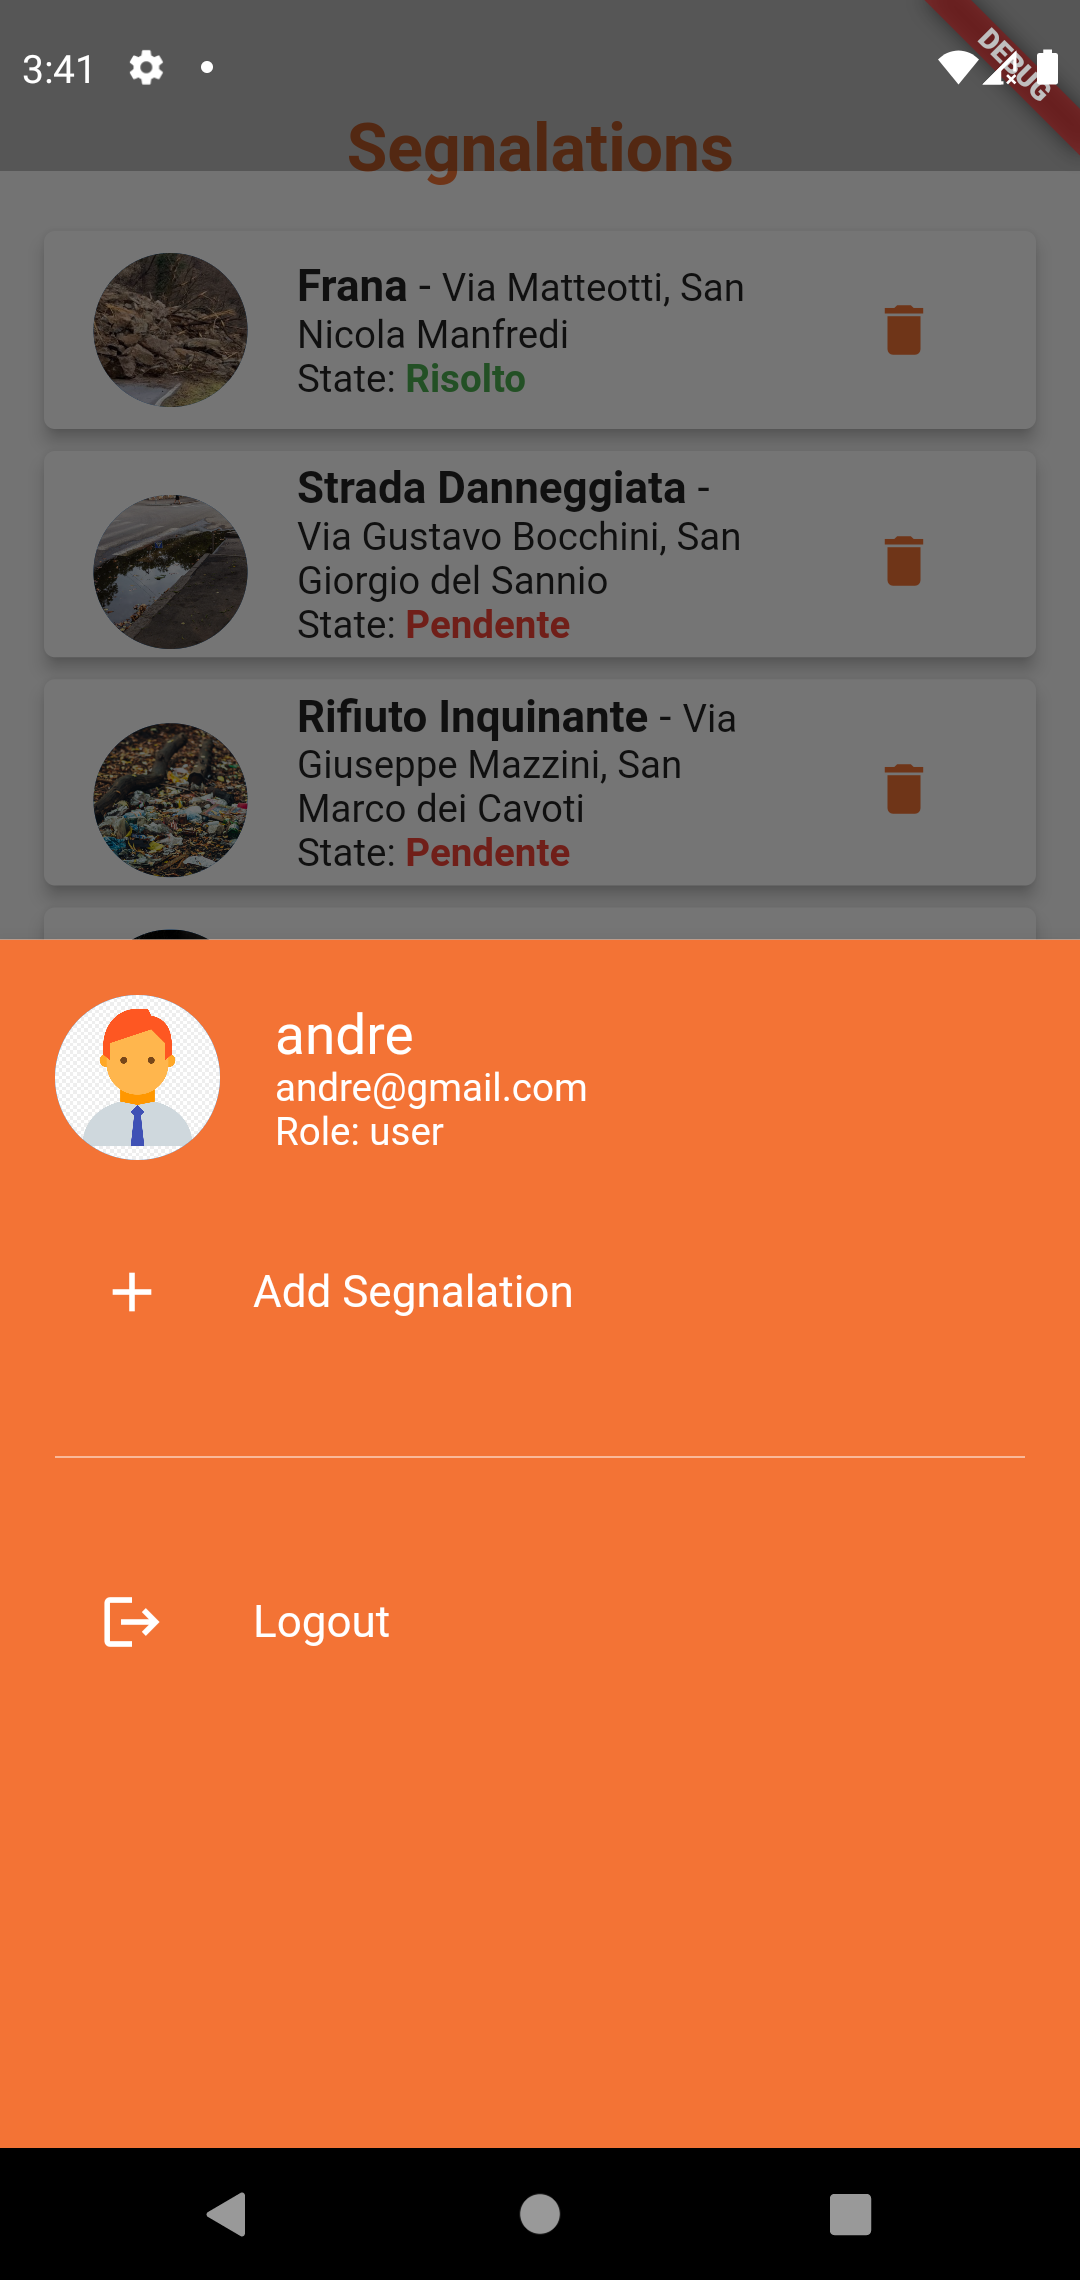 3:41
DEBUG
Segnalations
Frana - Via Matteotti, San
Nicola Manfredi
State: Risolto
Strada Danneggiata -
Via Gustavo Bocchini, San
Giorgio del Sannio
State: Pendente
Rifiuto Inquinante - Via
Giuseppe Mazzini, San
Marco dei Cavoti
State: Pendente
andre
andre@gmail.com
Role: user
Add Segnalation
Logout